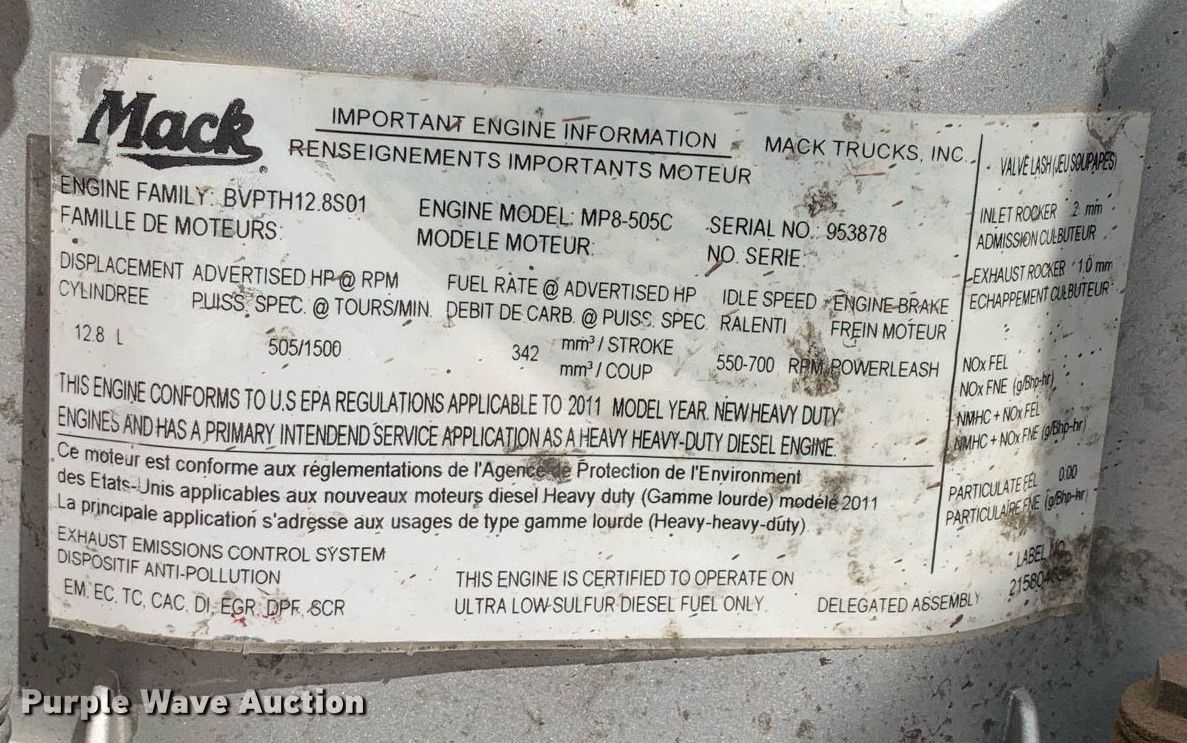 Mack
IMPORTANT ENGINE INFORMATION MACK TRUCKS, INC.
RENSEIGNEMENTS IMPORTANTS MOTEUR
ENGINE FAMILY: BVPTH12.8S01 ENGINE MODEL: MP8-505C SERIAL NO. 953878
FAMILLE DE MOTEURS: MODELE MOTEUR: NO. SERIE
DISPLACEMENT ADVERTISED HP @ RPM FUEL RATE @ ADVERTISED HP IDLE SPEED ENGINE BRAKE
CYLINDREE PUISS. SPEC. @ TOURS/MIN. DEBIT DE CARB. @ PUISS. SPEC. RALENTI FREIN MOTEUR
12.8 L 505/1500 342 mm³ / STROKE 550-700 RPM POWERLEASH
mm³ / COUP
THIS ENGINE CONFORMS TO U.S EPA REGULATIONS APPLICABLE TO 2011 MODEL YEAR. NEW HEAVY DUTY
ENGINES AND HAS A PRIMARY INTENDEND SERVICE APPLICATION AS A HEAVY HEAVY-DUTY DIESEL ENGINE.
Ce moteur est conforme aux réglementations de l'Agence de Protection de l'Environment
des Etats-Unis applicables aux nouveaux moteurs diesel Heavy duty (Gamme lourde) modèle 2011
La principale application s'adresse aux usages de type gamme lourde (Heavy-heavy-duty).
EXHAUST EMISSIONS CONTROL SYSTEM
DISPOSITIF ANTI-POLLUTION
EM, EC, TC, CAC, DI, EGR, DPF, SCR
THIS ENGINE IS CERTIFIED TO OPERATE ON
ULTRA LOW-SULFUR DIESEL FUEL ONLY.
DELEGATED ASSEMBLY
VALVE LASH (JEU SOUPAPES)
INLET ROCKER .2 mm
ADMISSION CULBUTEUR
EXHAUST ROCKER 1.0 mm
ECHAPPEMENT CULBUTEUR
NOx FEL
NOx FNE (g/Bhp-hr)
NMHC + NOx FEL
NMHC + NOx FNE (g/Bhp-hr)
PARTICULATE FEL 0.00
PARTICULAIRE FNE (g/Bhp-hr)
LABEL NO.
Purple Wave Auction